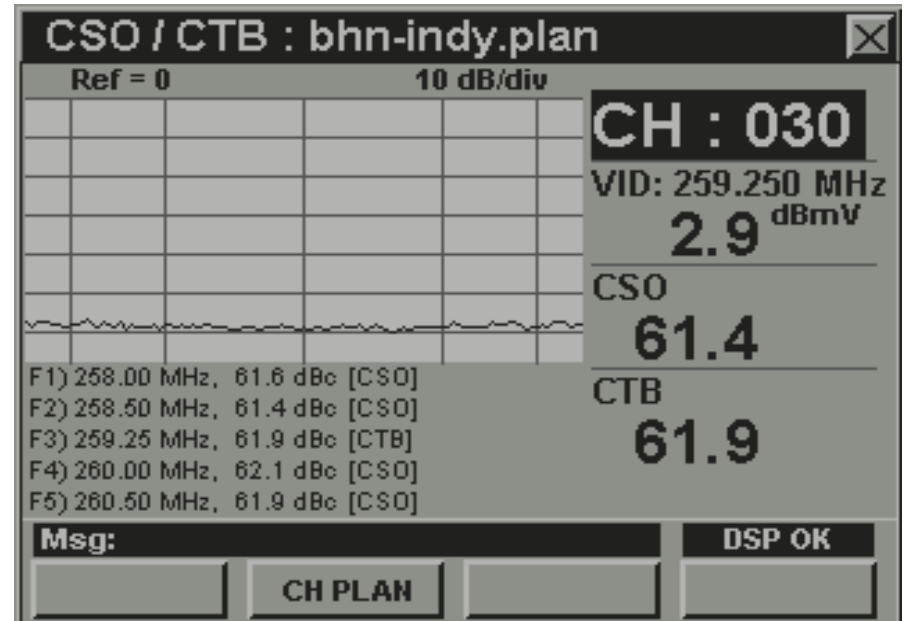 CSO / CTB : bhn-indy.plan
Ref = 0 10 dB/div
CH : 030
VID: 259.250 MHz
2.9 dBmV
CSO
61.4
CTB
61.9
F1) 258.00 MHz, 61.6 dBc [CSO]
F2) 258.50 MHz, 61.4 dBc [CSO]
F3) 259.25 MHz, 61.9 dBc [CTB]
F4) 260.00 MHz, 62.1 dBc [CSO]
F5) 260.50 MHz, 61.9 dBc [CSO]
Msg: DSP OK
CH PLAN